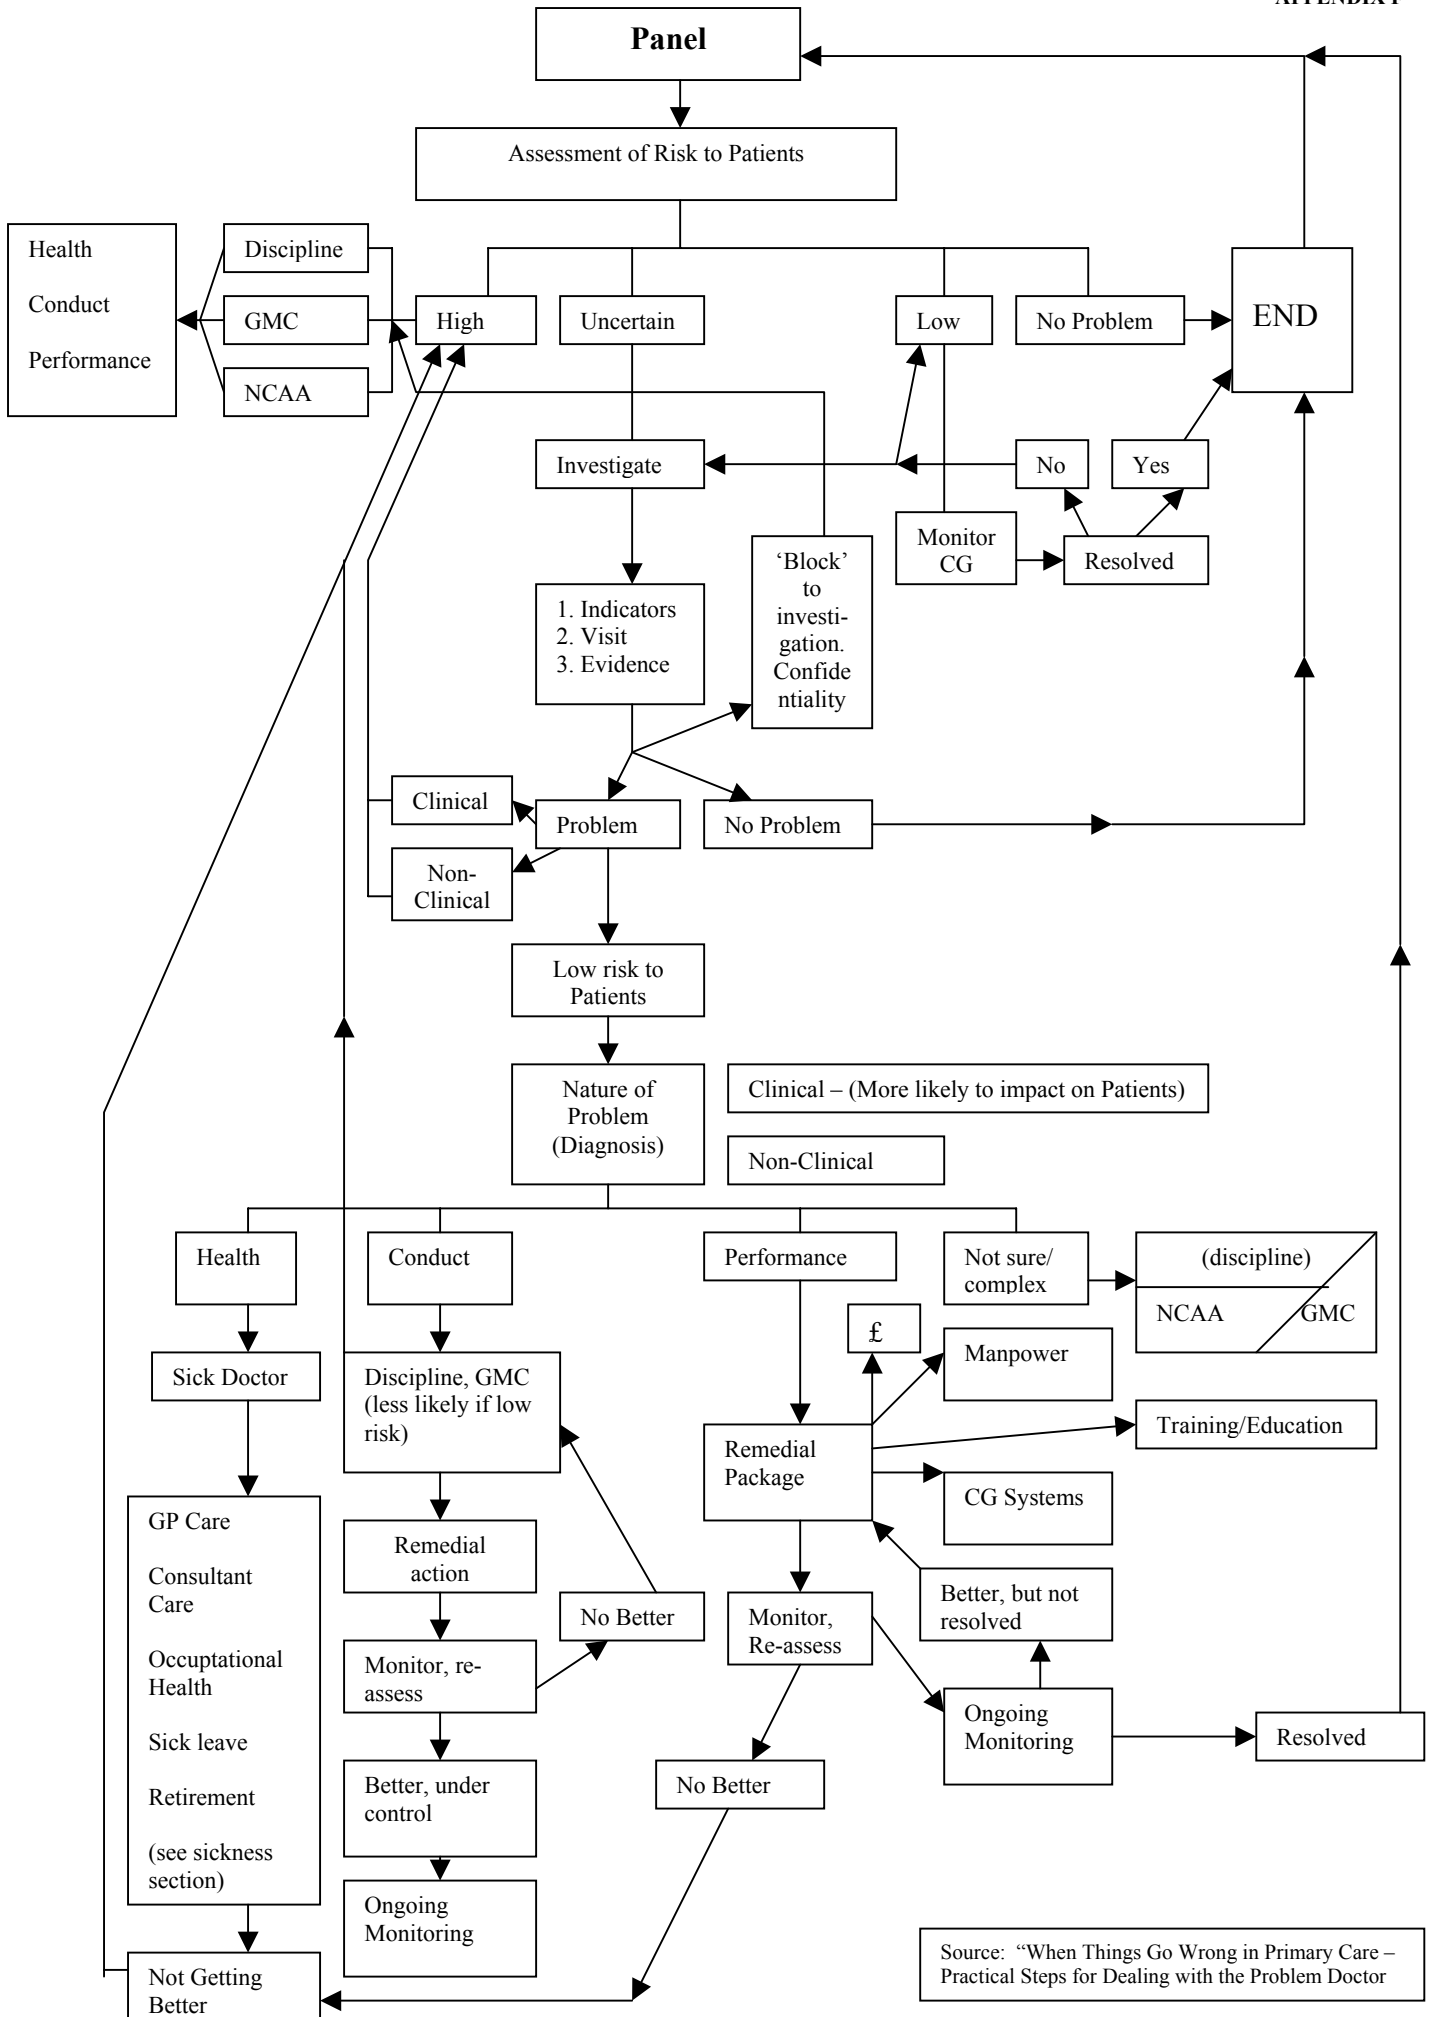 APPENDIX F
Panel
Assessment of Risk to Patients
Health
Conduct
Performance
Discipline
GMC
NCAA
High
Uncertain
Low
No Problem
END
Investigate
No
Yes
Monitor
CG
Resolved
‘Block’
to
investi-
gation.
Confide
ntiality
1. Indicators
2. Visit
3. Evidence
Clinical
Problem
No Problem
Non-
Clinical
Low risk to
Patients
Nature of
Problem
(Diagnosis)
Clinical – (More likely to impact on Patients)
Non-Clinical
Health
Conduct
Performance
Not sure/
complex
(discipline)
NCAA
GMC
£
Manpower
Sick Doctor
Discipline, GMC
(less likely if low
risk)
Training/Education
Remedial
Package
CG Systems
GP Care
Consultant
Care
Occuptational
Health
Sick leave
Retirement
(see sickness
section)
Remedial
action
No Better
Monitor,
Re-assess
Better, but not
resolved
Monitor, re-
assess
Ongoing
Monitoring
Resolved
Better, under
control
No Better
Ongoing
Monitoring
Not Getting
Better
Source:  “When Things Go Wrong in Primary Care –
Practical Steps for Dealing with the Problem Doctor